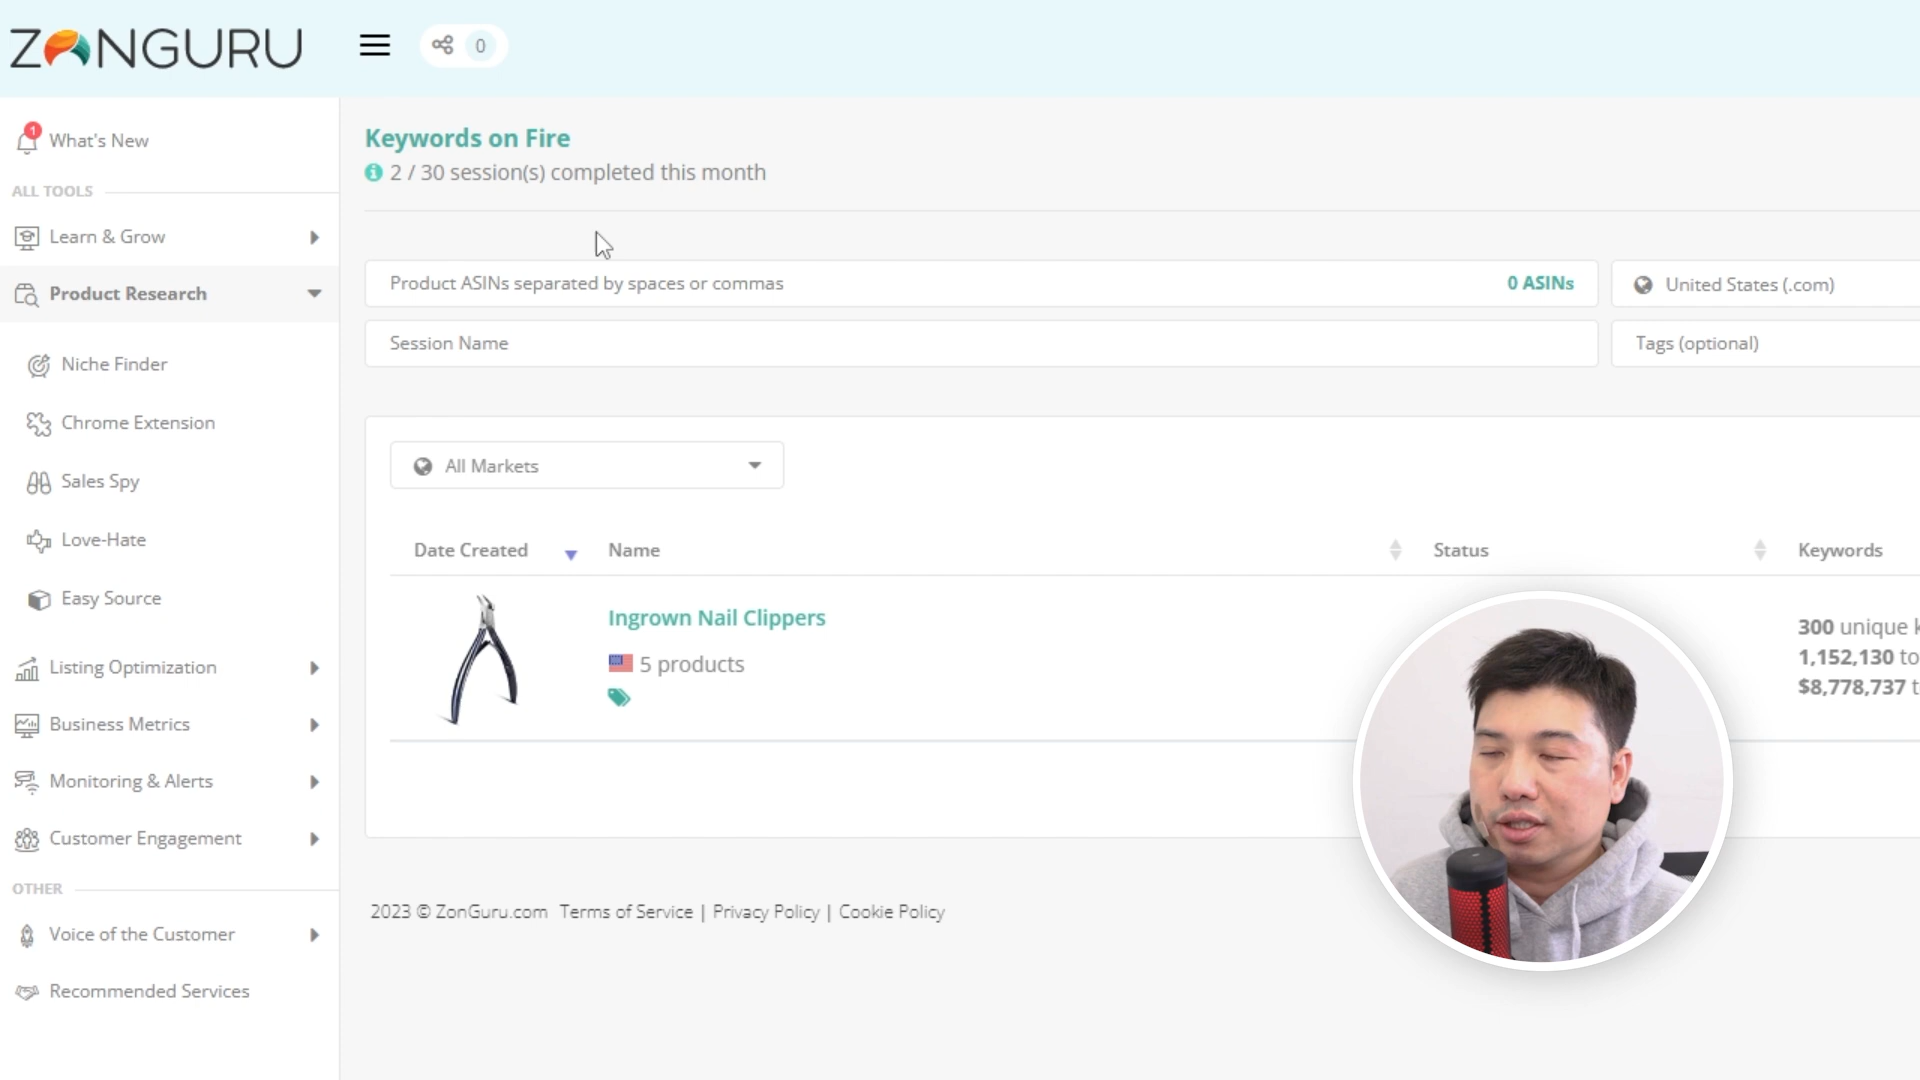 ZONGURU
0
1
What's New
ALL TOOLS
Learn & Grow
Product Research
Niche Finder
Chrome Extension
Sales Spy
Love-Hate
Easy Source
Listing Optimization
Business Metrics
Monitoring & Alerts
Customer Engagement
OTHER
Voice of the Customer
Recommended Services
Keywords on Fire
2 / 30 session(s) completed this month
Product ASINs separated by spaces or commas 0 ASINs
United States (.com)
Session Name
Tags (optional)
All Markets
Date Created Name Status Keywords
Ingrown Nail Clippers
5 products
300 unique k
1,152,130 to
$8,778,737 t
2023 © ZonGuru.com Terms of Service | Privacy Policy | Cookie Policy